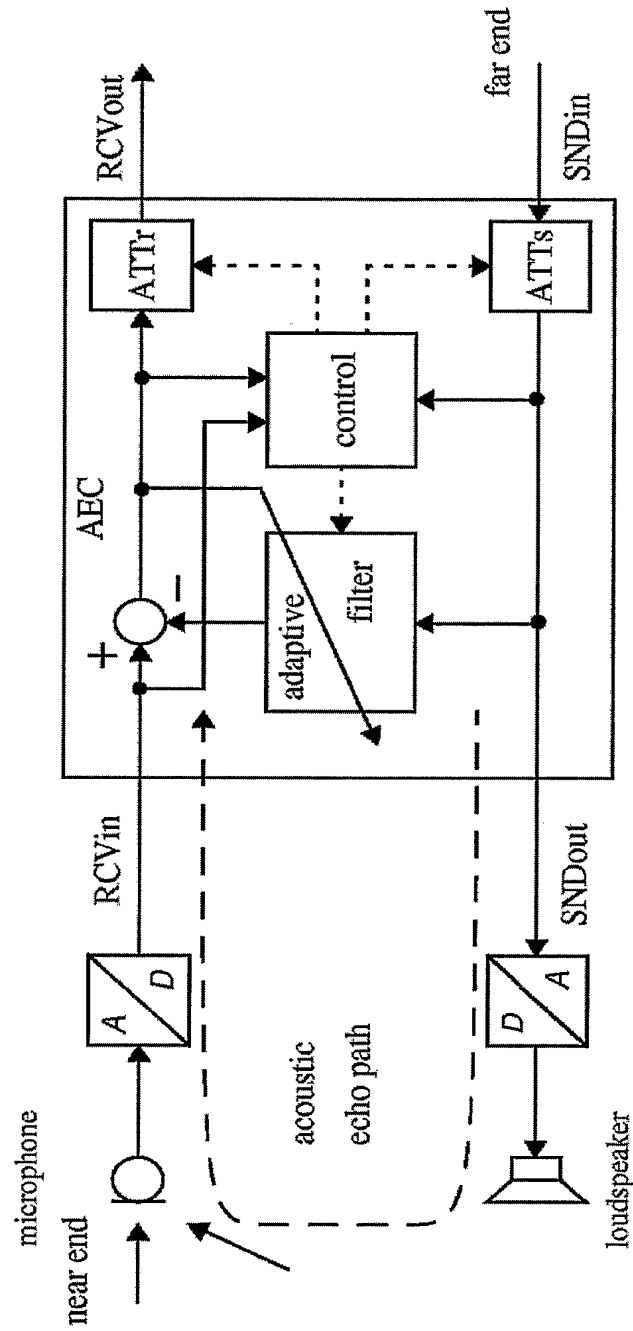 microphone
near end
A
D
RCVin
+
-
AEC
ATTr
RCVout
acoustic
echo path
adaptive
filter
control
loudspeaker
D
A
SNDout
ATTs
SNDin
far end